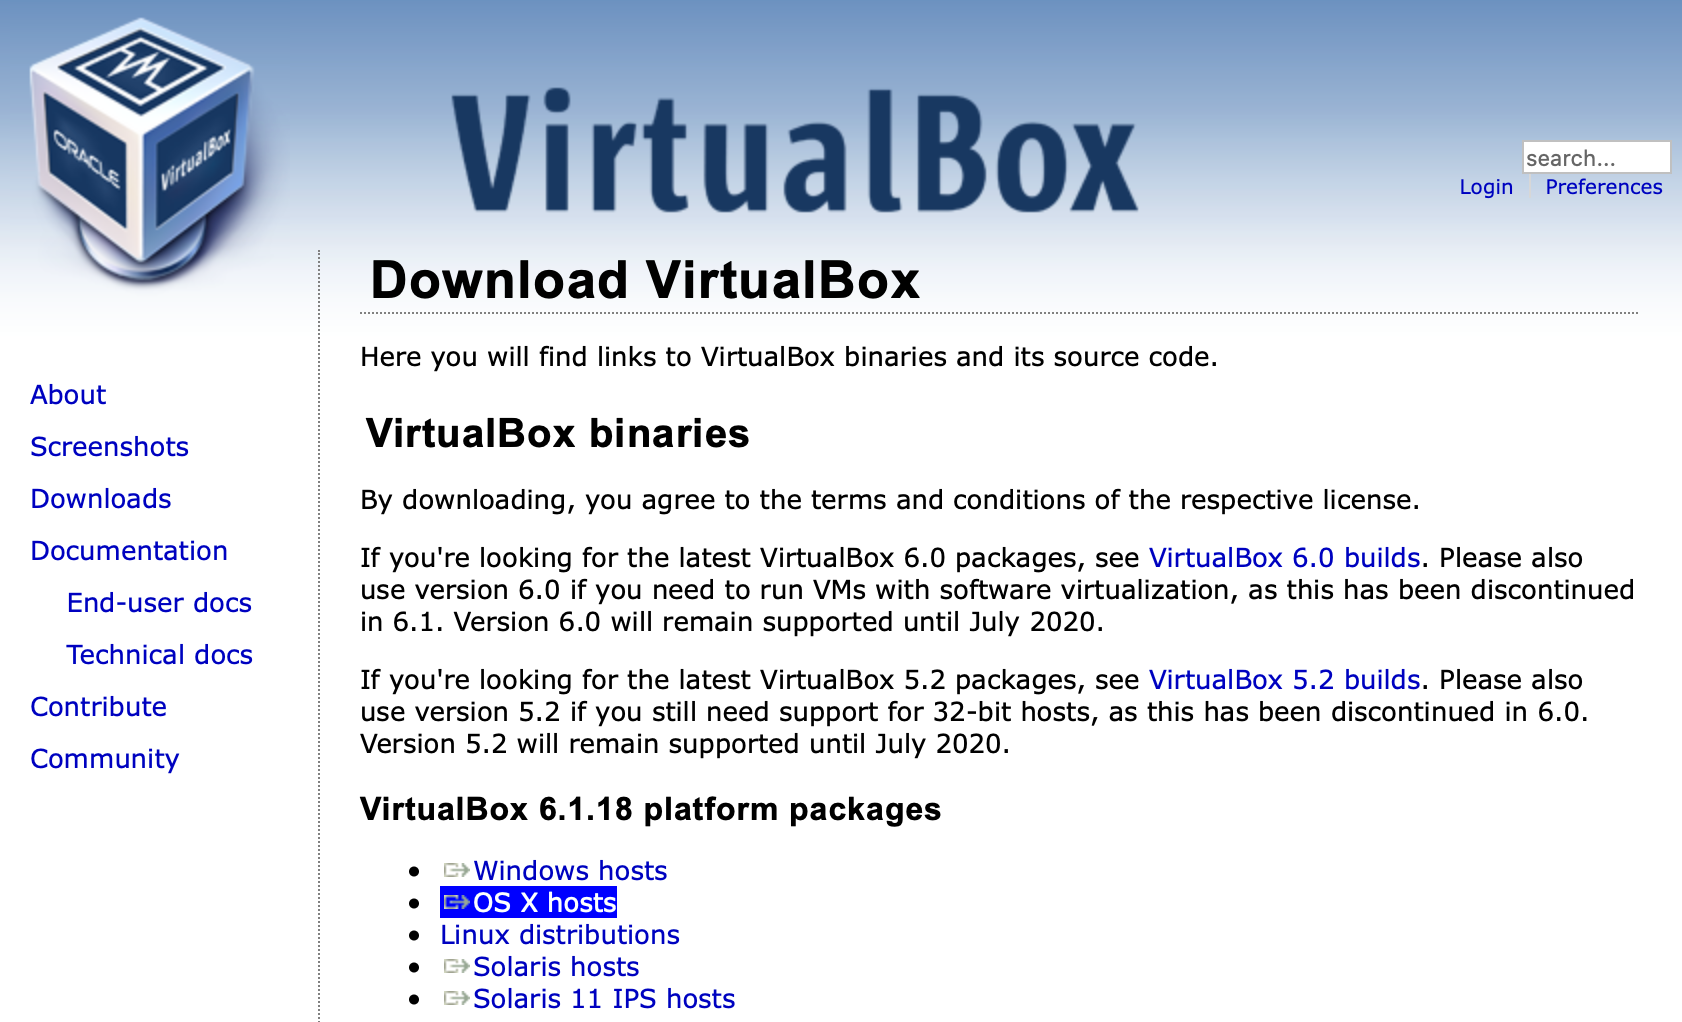 ORACLE
VirtualBox
VirtualBox
search...
Login
Preferences
About
Screenshots
Downloads
Documentation
End-user docs
Technical docs
Contribute
Community
Download VirtualBox
Here you will find links to VirtualBox binaries and its source code.
VirtualBox binaries
By downloading, you agree to the terms and conditions of the respective license.
If you're looking for the latest VirtualBox 6.0 packages, see VirtualBox 6.0 builds. Please also
use version 6.0 if you need to run VMs with software virtualization, as this has been discontinued
in 6.1. Version 6.0 will remain supported until July 2020.
If you're looking for the latest VirtualBox 5.2 packages, see VirtualBox 5.2 builds. Please also
use version 5.2 if you still need support for 32-bit hosts, as this has been discontinued in 6.0.
Version 5.2 will remain supported until July 2020.
VirtualBox 6.1.18 platform packages
Windows hosts
OS X hosts
Linux distributions
Solaris hosts
Solaris 11 IPS hosts